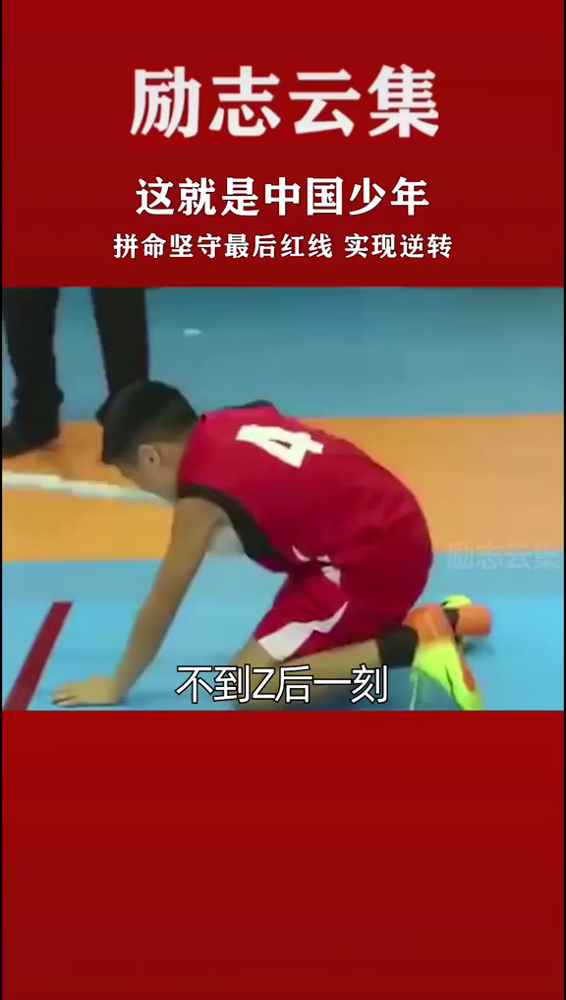 励志云集
这就是中国少年
拼命坚守最后红线 实现逆转
4
励志云集
不到Z后一刻